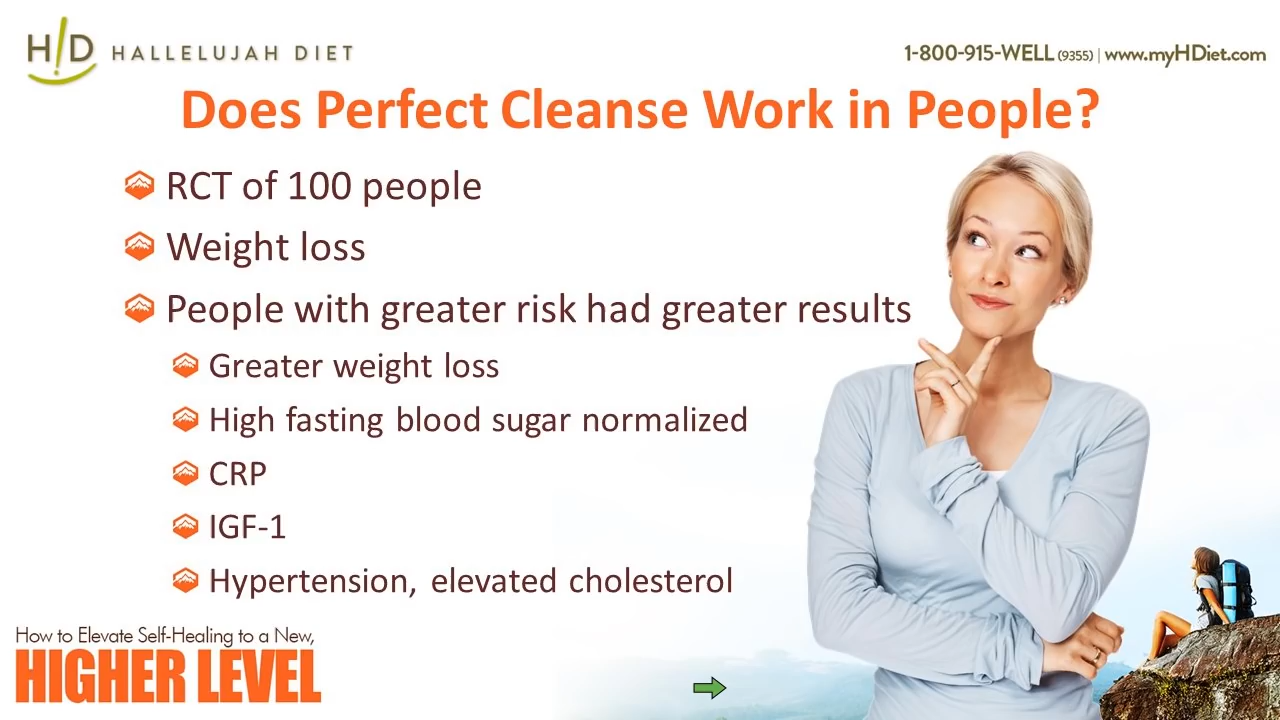 H!D HALLELUJAH DIET
1-800-915-WELL (9355) | www.myHDiet.com
Does Perfect Cleanse Work in People?
RCT of 100 people
Weight loss
People with greater risk had greater results
Greater weight loss
High fasting blood sugar normalized
CRP
IGF-1
Hypertension, elevated cholesterol
How to Elevate Self-Healing to a New,
HIGHER LEVEL